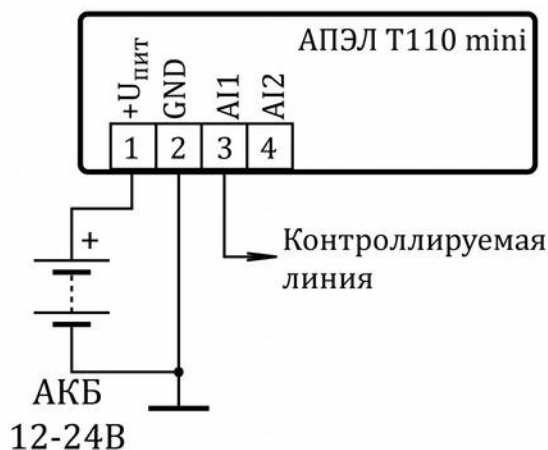 АПЭЛ Т110 mini
+Uпит
GND
AI1
AI2
1 2 3 4
+
Контроллируемая
линия
АКБ
12-24В